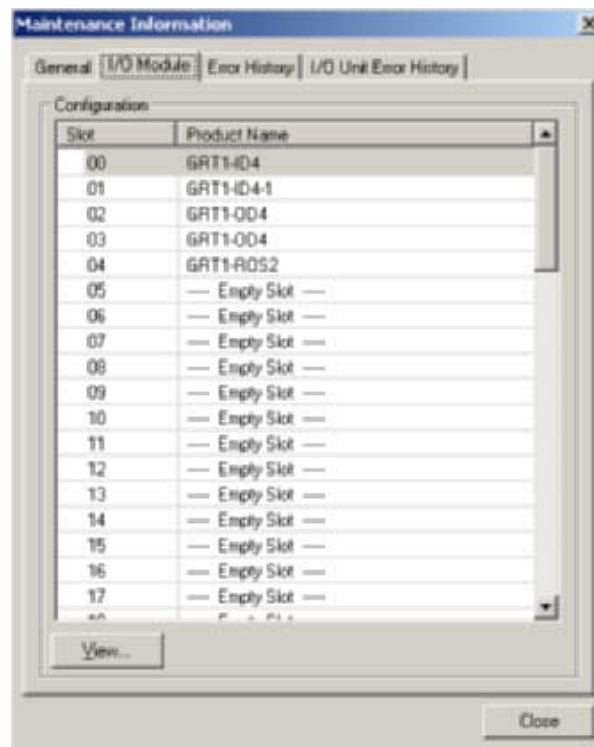 Maintenance Information
General I/O Module Error History I/O Unit Error History
Configuration
Slot Product Name
00 GRT1-ID4
01 GRT1-ID4-1
02 GRT1-OD4
03 GRT1-OD4
04 GRT1-ROS2
05 ---- Empty Slot ----
06 ---- Empty Slot ----
07 ---- Empty Slot ----
08 ---- Empty Slot ----
09 ---- Empty Slot ----
10 ---- Empty Slot ----
11 ---- Empty Slot ----
12 ---- Empty Slot ----
13 ---- Empty Slot ----
14 ---- Empty Slot ----
15 ---- Empty Slot ----
16 ---- Empty Slot ----
17 ---- Empty Slot ----
View...
Close